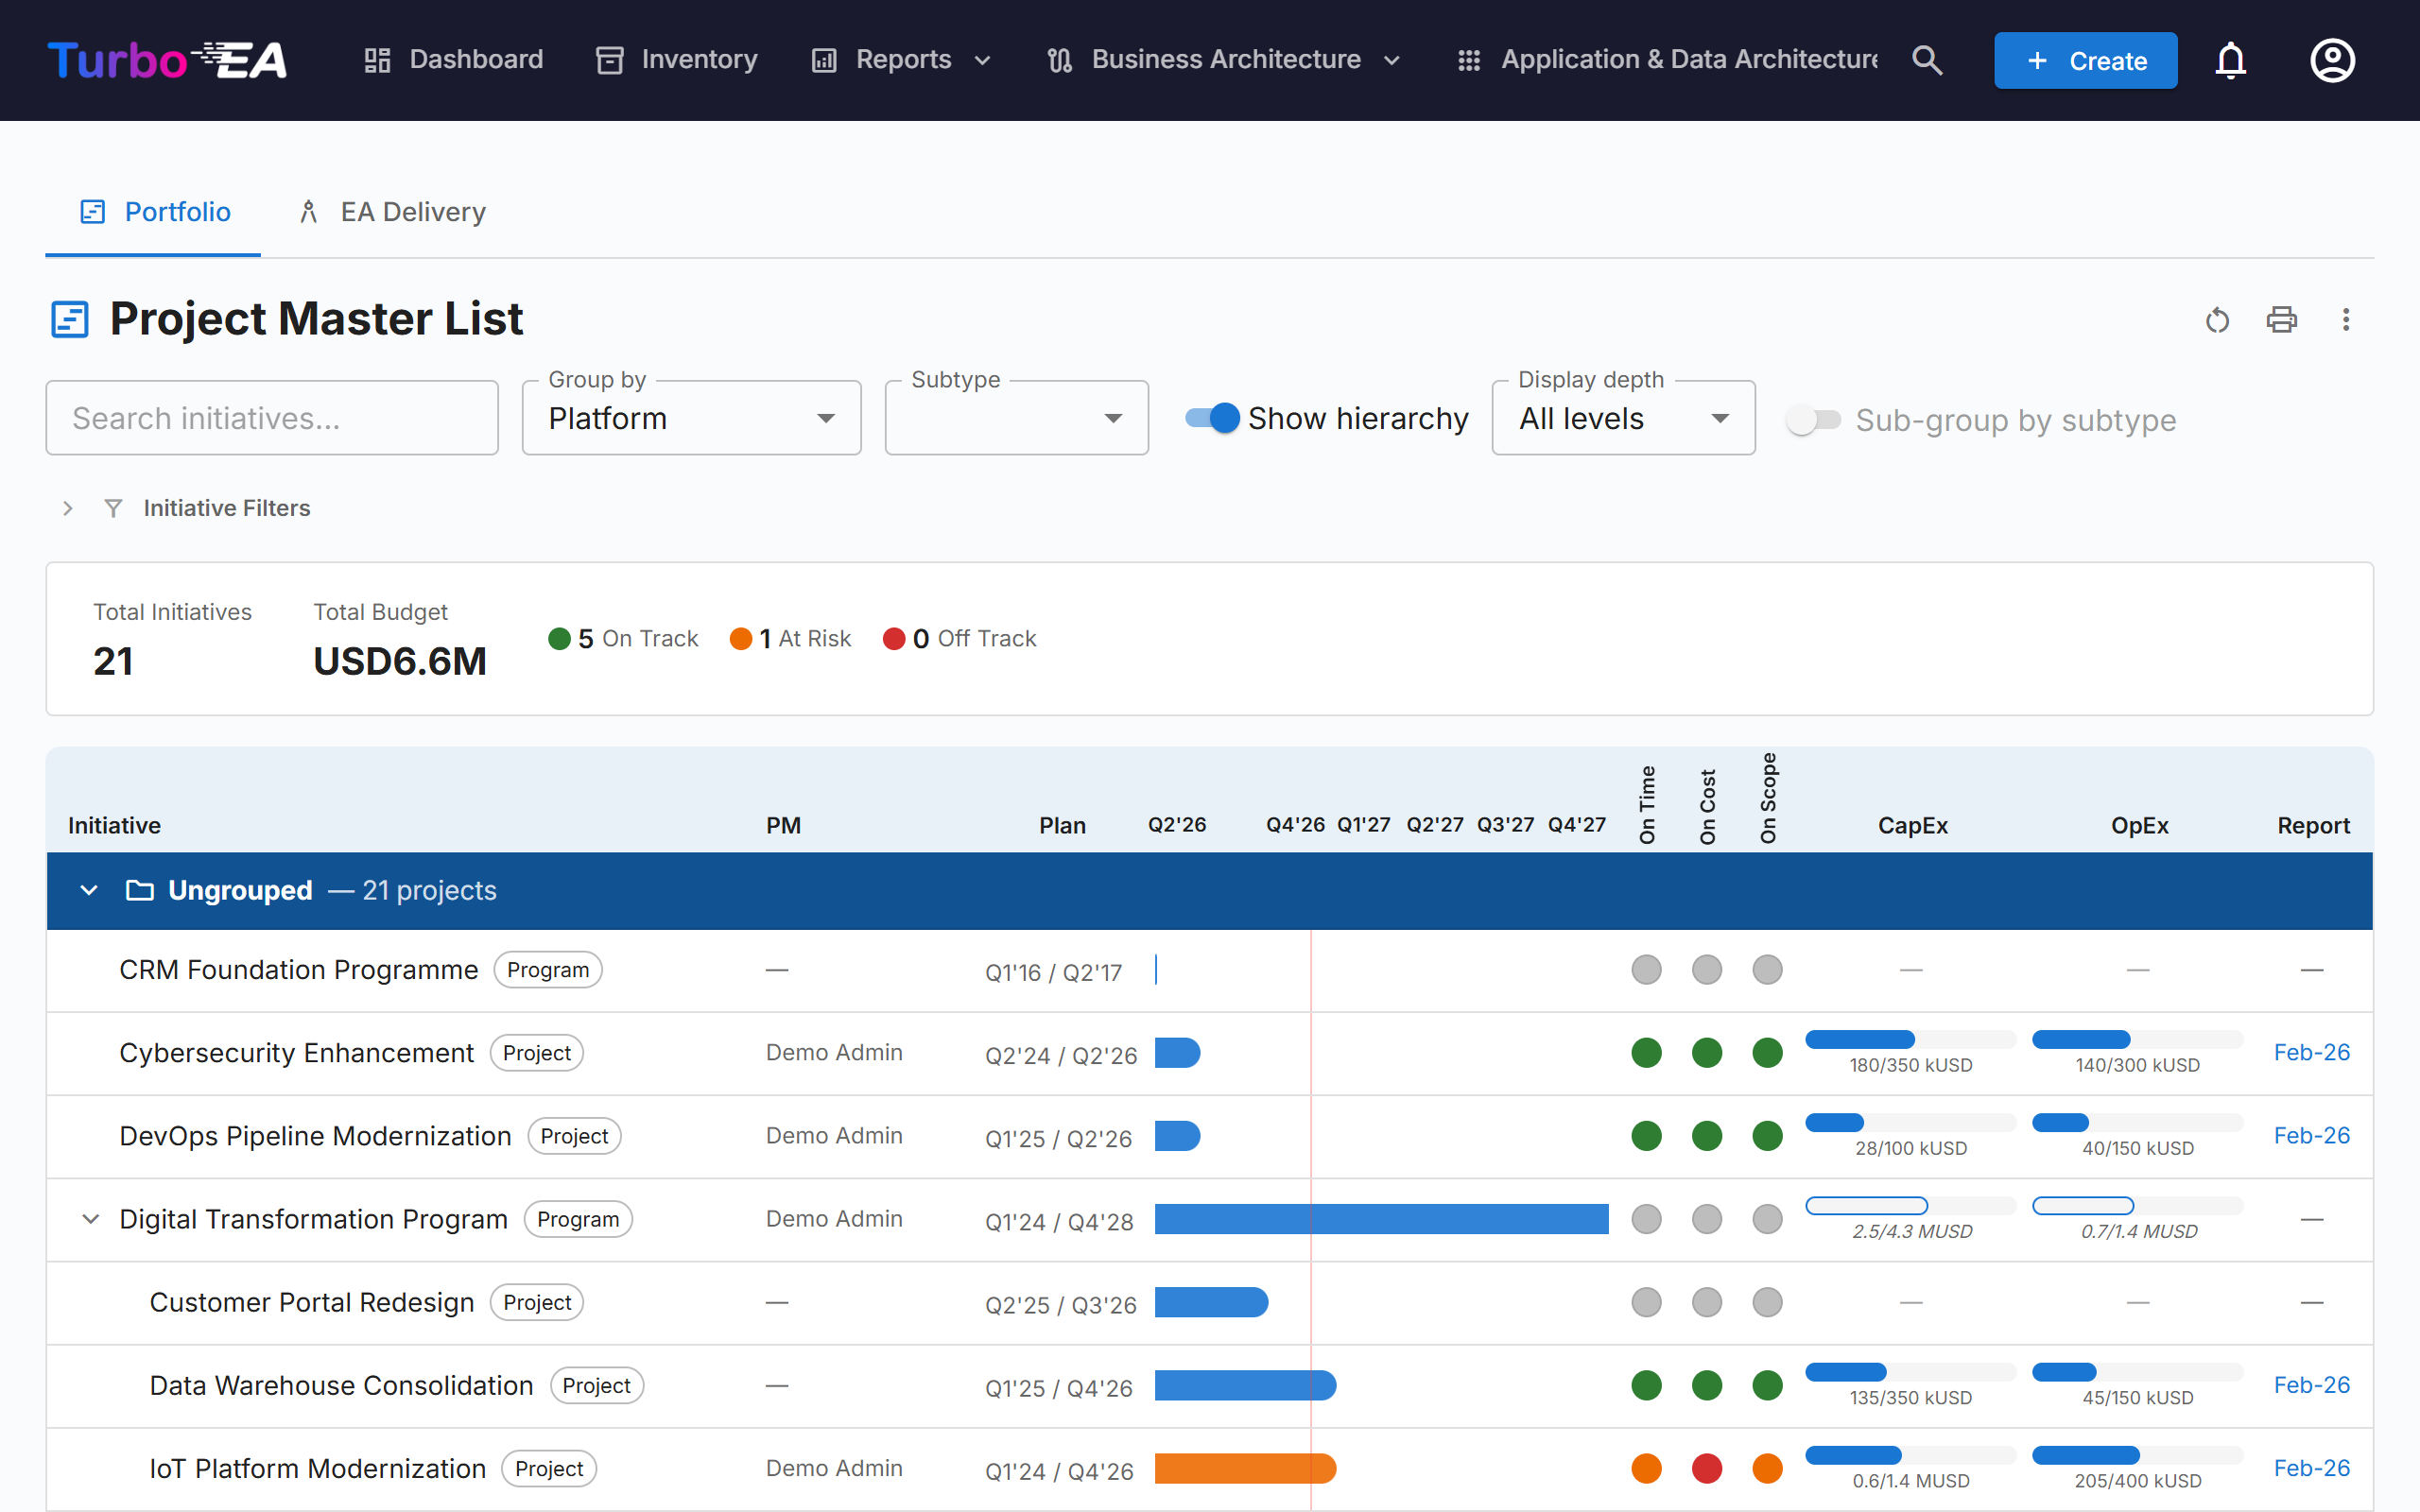 Turbo EA
Dashboard
Inventory
Reports
Business Architecture
Application & Data Architecture
Create
Portfolio
EA Delivery
Project Master List
Search initiatives...
Group by
Platform
Subtype
Show hierarchy
Display depth
All levels
Sub-group by subtype
Initiative Filters
Total Initiatives
21
Total Budget
USD6.6M
5 On Track
1 At Risk
0 Off Track
Initiative PM Plan Q2'26 Q4'26 Q1'27 Q2'27 Q3'27 Q4'27 On Time On Cost On Scope CapEx OpEx Report
Ungrouped — 21 projects
CRM Foundation Programme Program — Q1'16 / Q2'17 — — —
Cybersecurity Enhancement Project Demo Admin Q2'24 / Q2'26 180/350 kUSD 140/300 kUSD Feb-26
DevOps Pipeline Modernization Project Demo Admin Q1'25 / Q2'26 28/100 kUSD 40/150 kUSD Feb-26
Digital Transformation Program Program Demo Admin Q1'24 / Q4'28 2.5/4.3 MUSD 0.7/1.4 MUSD —
Customer Portal Redesign Project — Q2'25 / Q3'26 — — —
Data Warehouse Consolidation Project — Q1'25 / Q4'26 135/350 kUSD 45/150 kUSD Feb-26
IoT Platform Modernization Project Demo Admin Q1'24 / Q4'26 0.6/1.4 MUSD 205/400 kUSD Feb-26